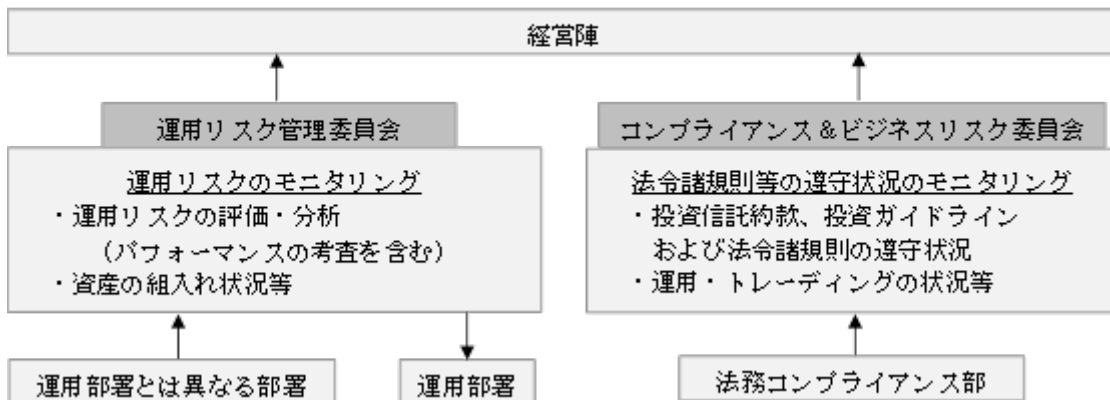 経営陣
運用リスク管理委員会
運用リスクのモニタリング
・運用リスクの評価・分析
（パフォーマンスの考査を含む）
・資産の組入れ状況等
運用部署とは異なる部署
運用部署
コンプライアンス＆ビジネスリスク委員会
法令諸規則等の遵守状況のモニタリング
・投資信託約款、投資ガイドライン
および法令諸規則の遵守状況
・運用・トレーディングの状況等
法務コンプライアンス部